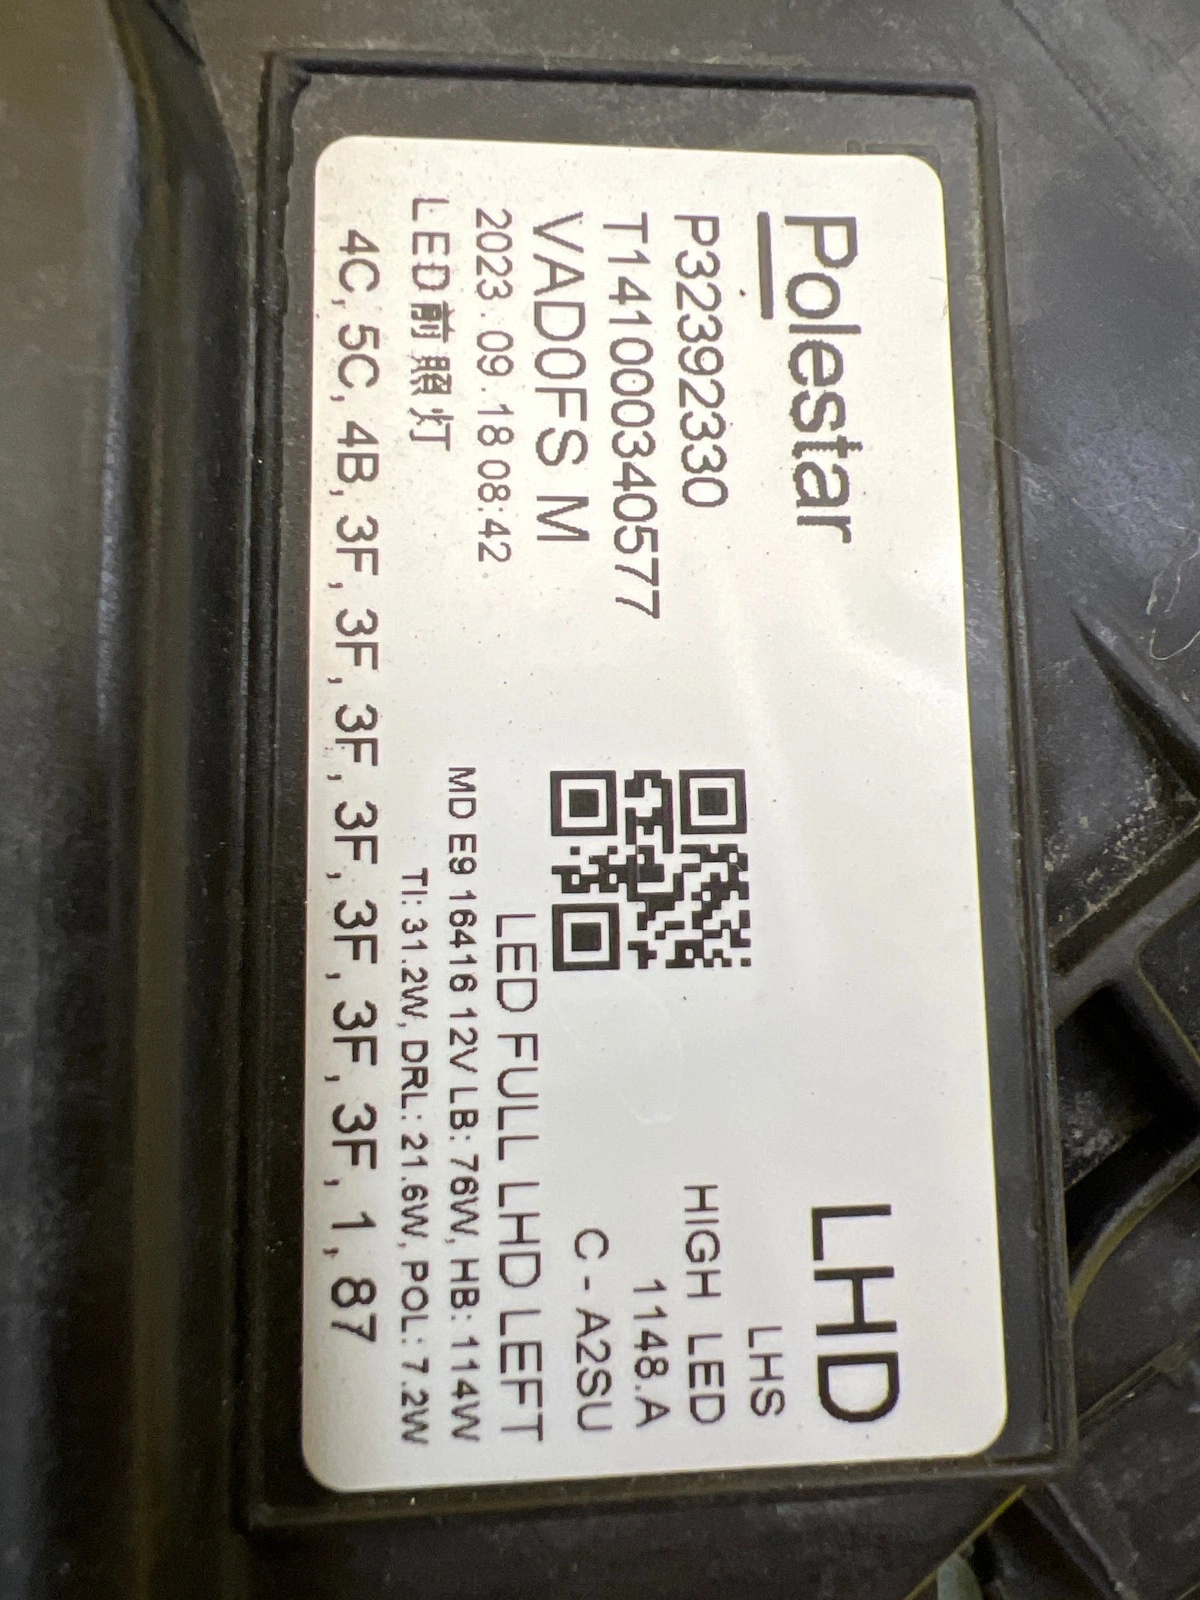 Polestar
LHD
P32392330
LHS
T14100340577
HIGH LED
VAD0FS M
1148.A
2023.09.18 08:42
C - A2SU
LED前照灯
LED FULL LHD LEFT
MD E9 16416 12V LB: 76W, HB: 114W
TI: 31.2W, DRL: 21.6W, POL: 7.2W
4C, 5C, 4B, 3F, 3F, 3F, 3F, 3F, 3F, 3F, 1, 87